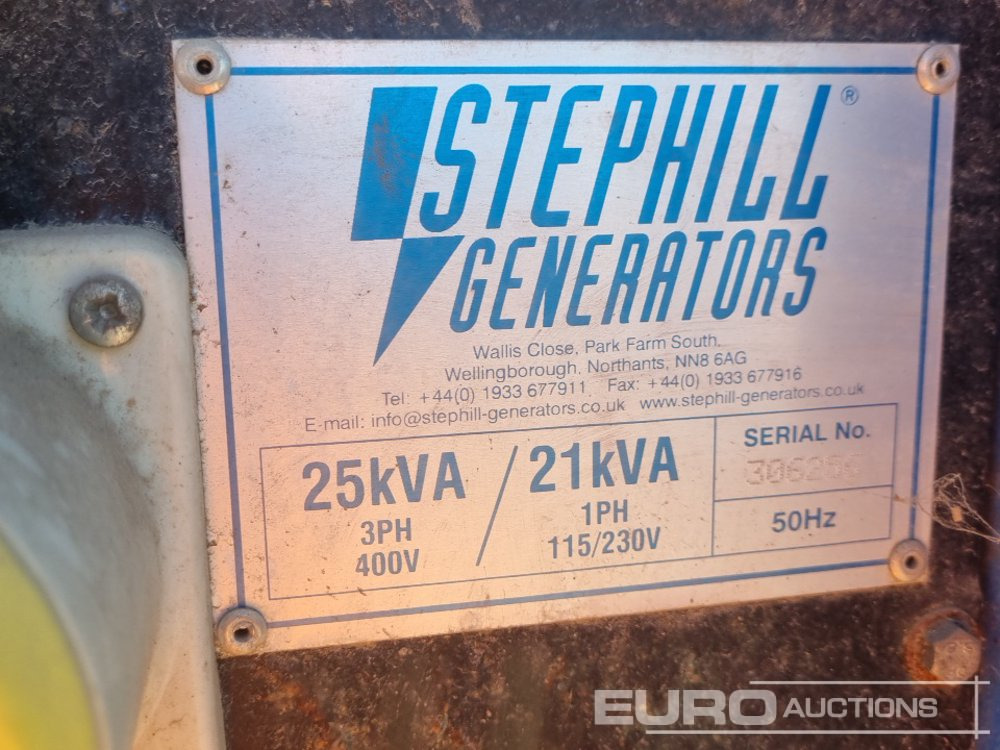 STEPHILL®
GENERATORS
Wallis Close, Park Farm South,
Wellingborough, Northants, NN8 6AG
Tel: +44(0) 1933 677911 Fax: +44(0) 1933 677916
E-mail: info@stephill-generators.co.uk www.stephill-generators.co.uk
25kVA / 21kVA
3PH 1PH
400V 115/230V
SERIAL No.
50Hz
EURO AUCTIONS